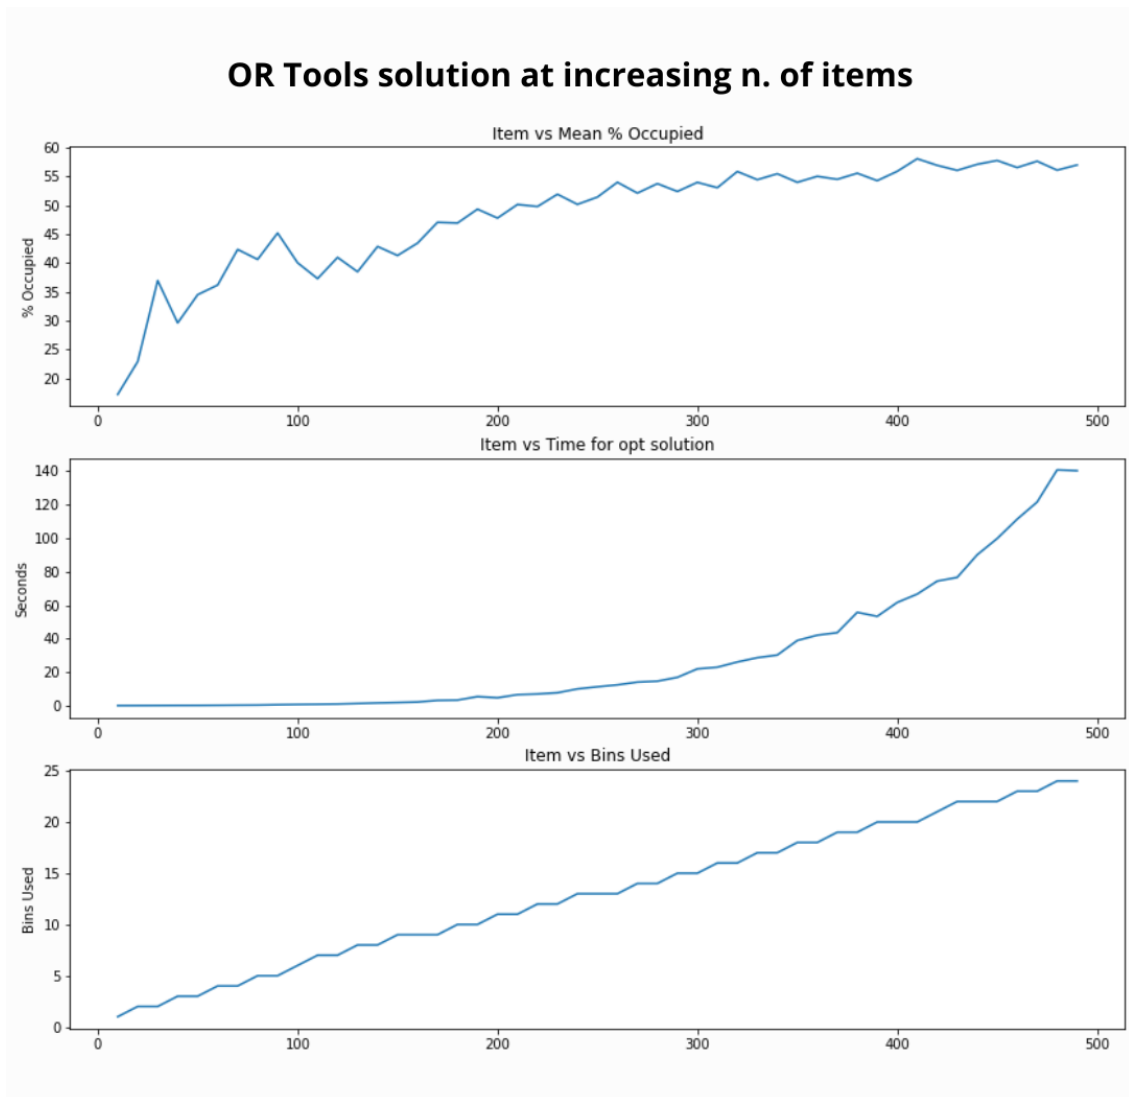 OR Tools solution at increasing n. of items
Item vs Mean % Occupied
60
55
50
45
40
35
30
25
20
% Occupied
0 100 200 300 400 500
Item vs Time for opt solution
140
120
100
80
60
40
20
0
Seconds
0 100 200 300 400 500
Item vs Bins Used
25
20
15
10
5
0
Bins Used
0 100 200 300 400 500